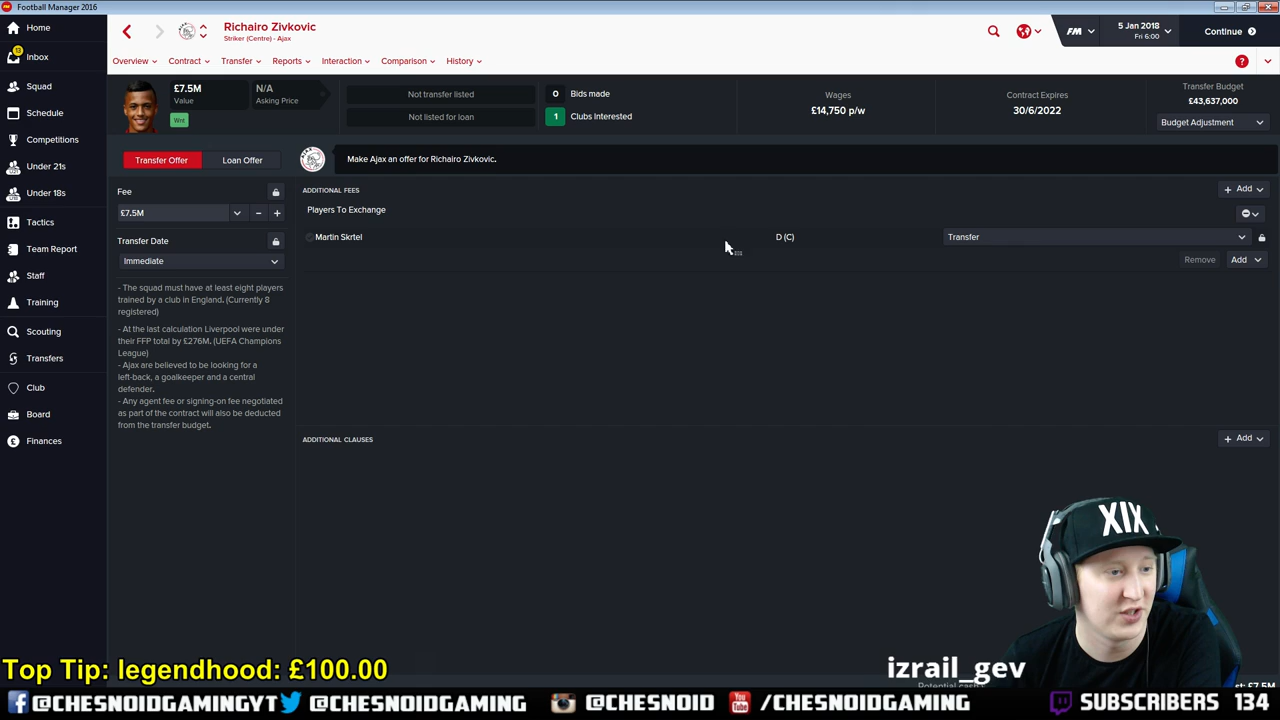 Football Manager 2016
Home
Inbox
13
Squad
Schedule
Competitions
Under 21s
Under 18s
Tactics
Team Report
Staff
Training
Scouting
Transfers
Club
Board
Finances
Richairo Zivkovic
Striker (Centre) - Ajax
FM
5 Jan 2018
Fri 6:00
Continue
Overview
Contract
Transfer
Reports
Interaction
Comparison
History
?
£7.5M
Value
Wnt
N/A
Asking Price
Not transfer listed
Not listed for loan
0 Bids made
1 Clubs Interested
Wages
£14,750 p/w
Contract Expires
30/6/2022
Transfer Budget
£43,637,000
Budget Adjustment
Transfer Offer
Loan Offer
Make Ajax an offer for Richairo Zivkovic.
Fee
£7.5M
Transfer Date
Immediate
- The squad must have at least eight players
trained by a club in England. (Currently 8
registered)
- At the last calculation Liverpool were under
their FFP total by £276M. (UEFA Champions
League)
- Ajax are believed to be looking for a
left-back, a goalkeeper and a central
defender.
- Any agent fee or signing-on fee negotiated
as part of the contract will also be deducted
from the transfer budget.
ADDITIONAL FEES
+ Add
Players To Exchange
Martin Skrtel
D (C)
Transfer
Remove
Add
ADDITIONAL CLAUSES
+ Add
XIX
Top Tip: legendhood: £100.00
izrail_gev
£7.5M
@CHESNOIDGAMINGYT
@CHESNOIDGAMING
@CHESNOID
You Tube
/CHESNOIDGAMING
SUBSCRIBERS 134